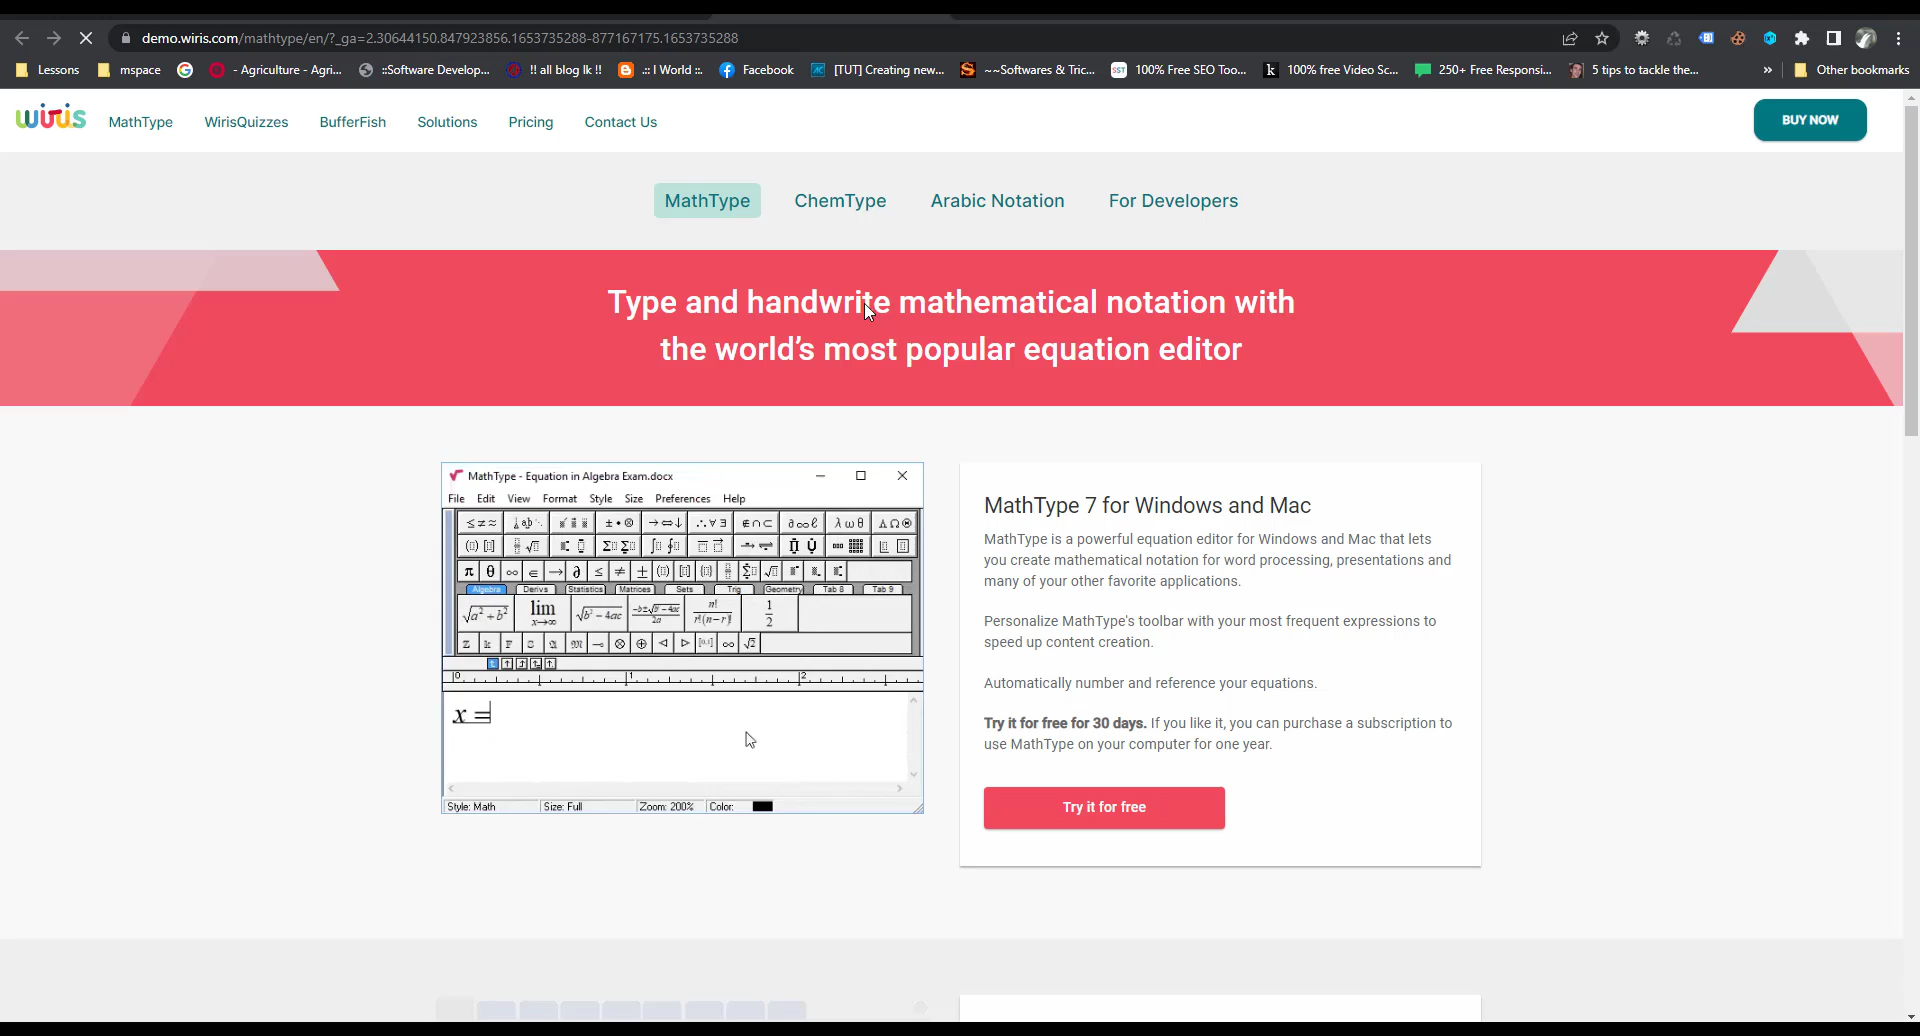 demo.wiris.com/mathtype/en/?_ga=2.30644150.847923856.1653735288-877167175.1653735288
Lessons mspace - Agriculture - Agri... ::Software Develop... !! all blog lk !! .:: I World ::. Facebook [TUT] Creating new... ~~Softwares & Tric... 100% Free SEO Too... 100% free Video Sc... 250+ Free Responsi... 5 tips to tackle the... » Other bookmarks
wiris MathType WirisQuizzes BufferFish Solutions Pricing Contact Us BUY NOW
MathType ChemType Arabic Notation For Developers
Type and handwrite mathematical notation with
the world's most popular equation editor
MathType - Equation in Algebra Exam.docx
File Edit View Format Style Size Preferences Help
Algebra Derivs Statistics Matrices Sets Trig Geometry Tab 8 Tab 9
x =
Style: Math Size: Full Zoom: 200% Color:
MathType 7 for Windows and Mac
MathType is a powerful equation editor for Windows and Mac that lets
you create mathematical notation for word processing, presentations and
many of your other favorite applications.
Personalize MathType's toolbar with your most frequent expressions to
speed up content creation.
Automatically number and reference your equations.
Try it for free for 30 days. If you like it, you can purchase a subscription to
use MathType on your computer for one year.
Try it for free